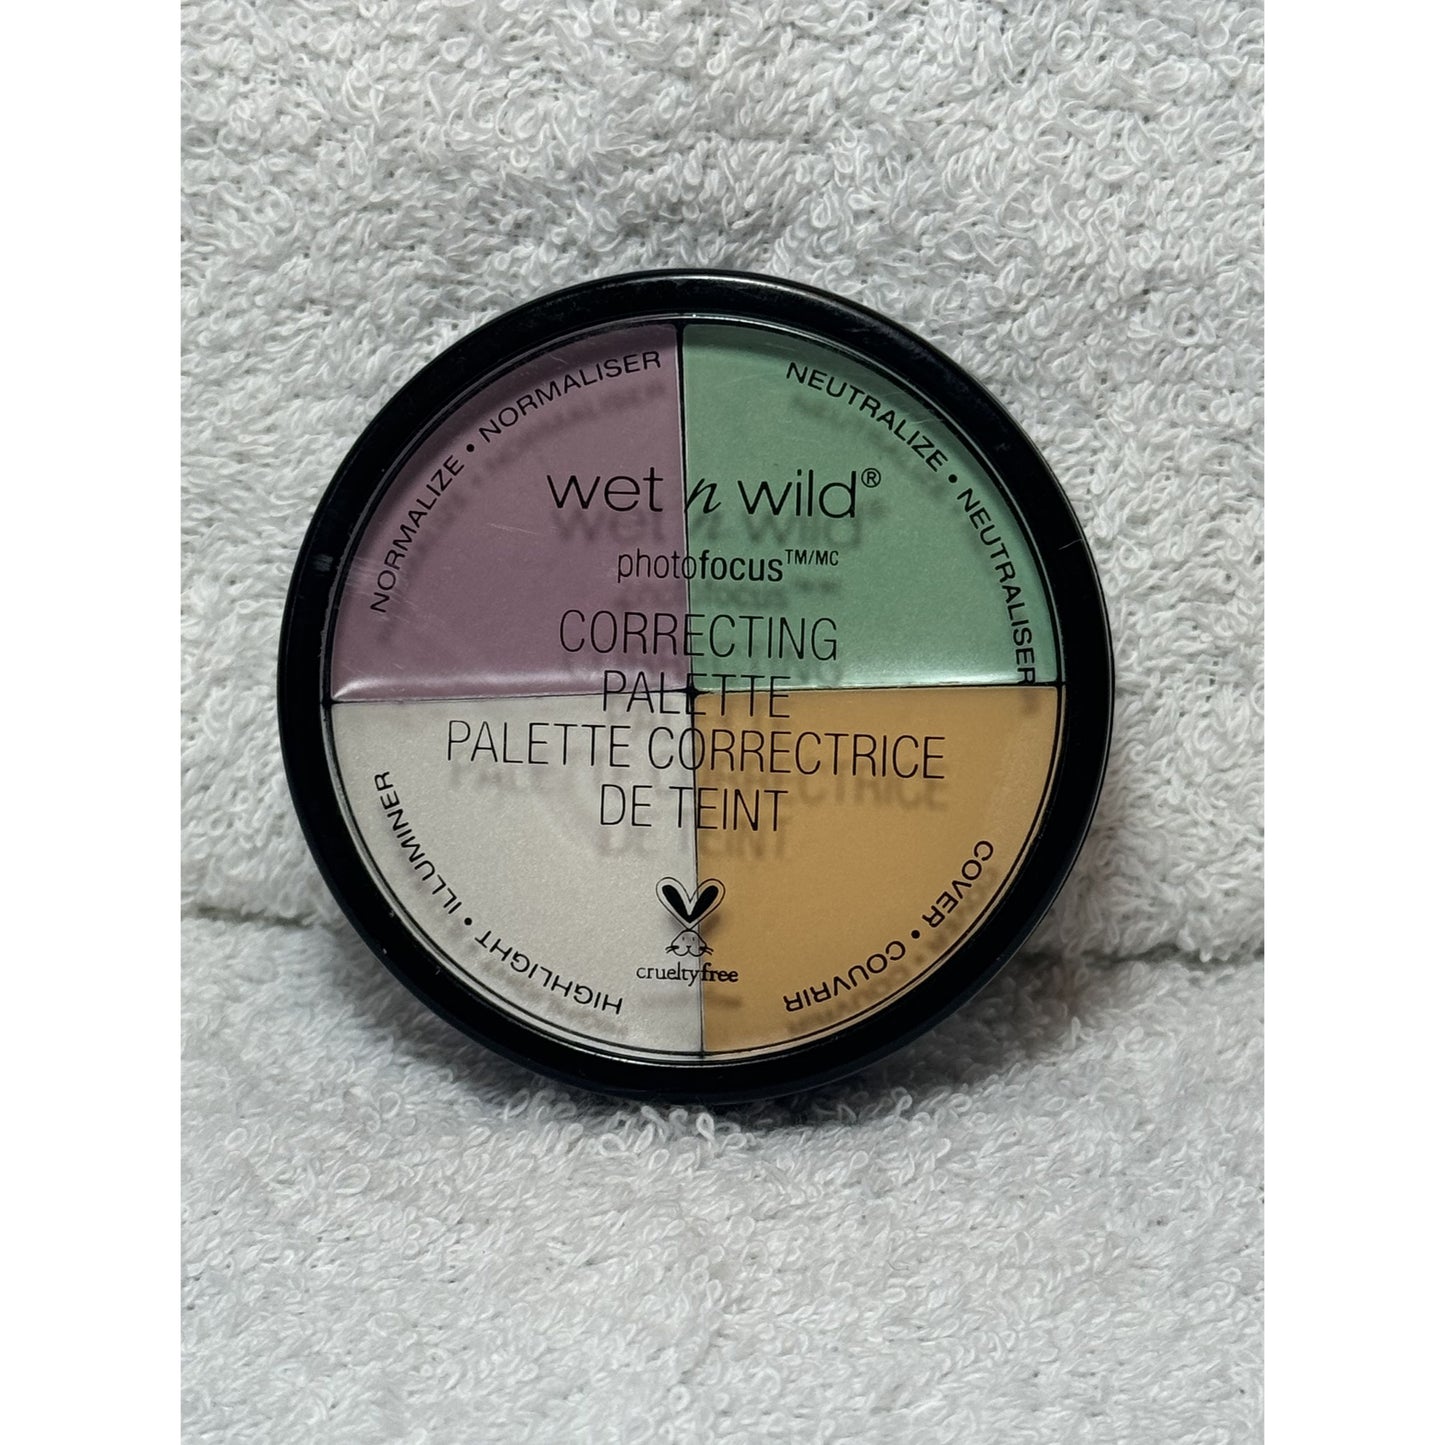 NORMALIZE • NORMALISER
NEUTRALIZE • NEUTRALISER
wet n wild®
photofocus™/MC
CORRECTING
PALETTE
PALETTE CORRECTRICE
DE TEINT
HIGHLIGHT • ILLUMINER
COVER • COUVRIR
crueltyfree